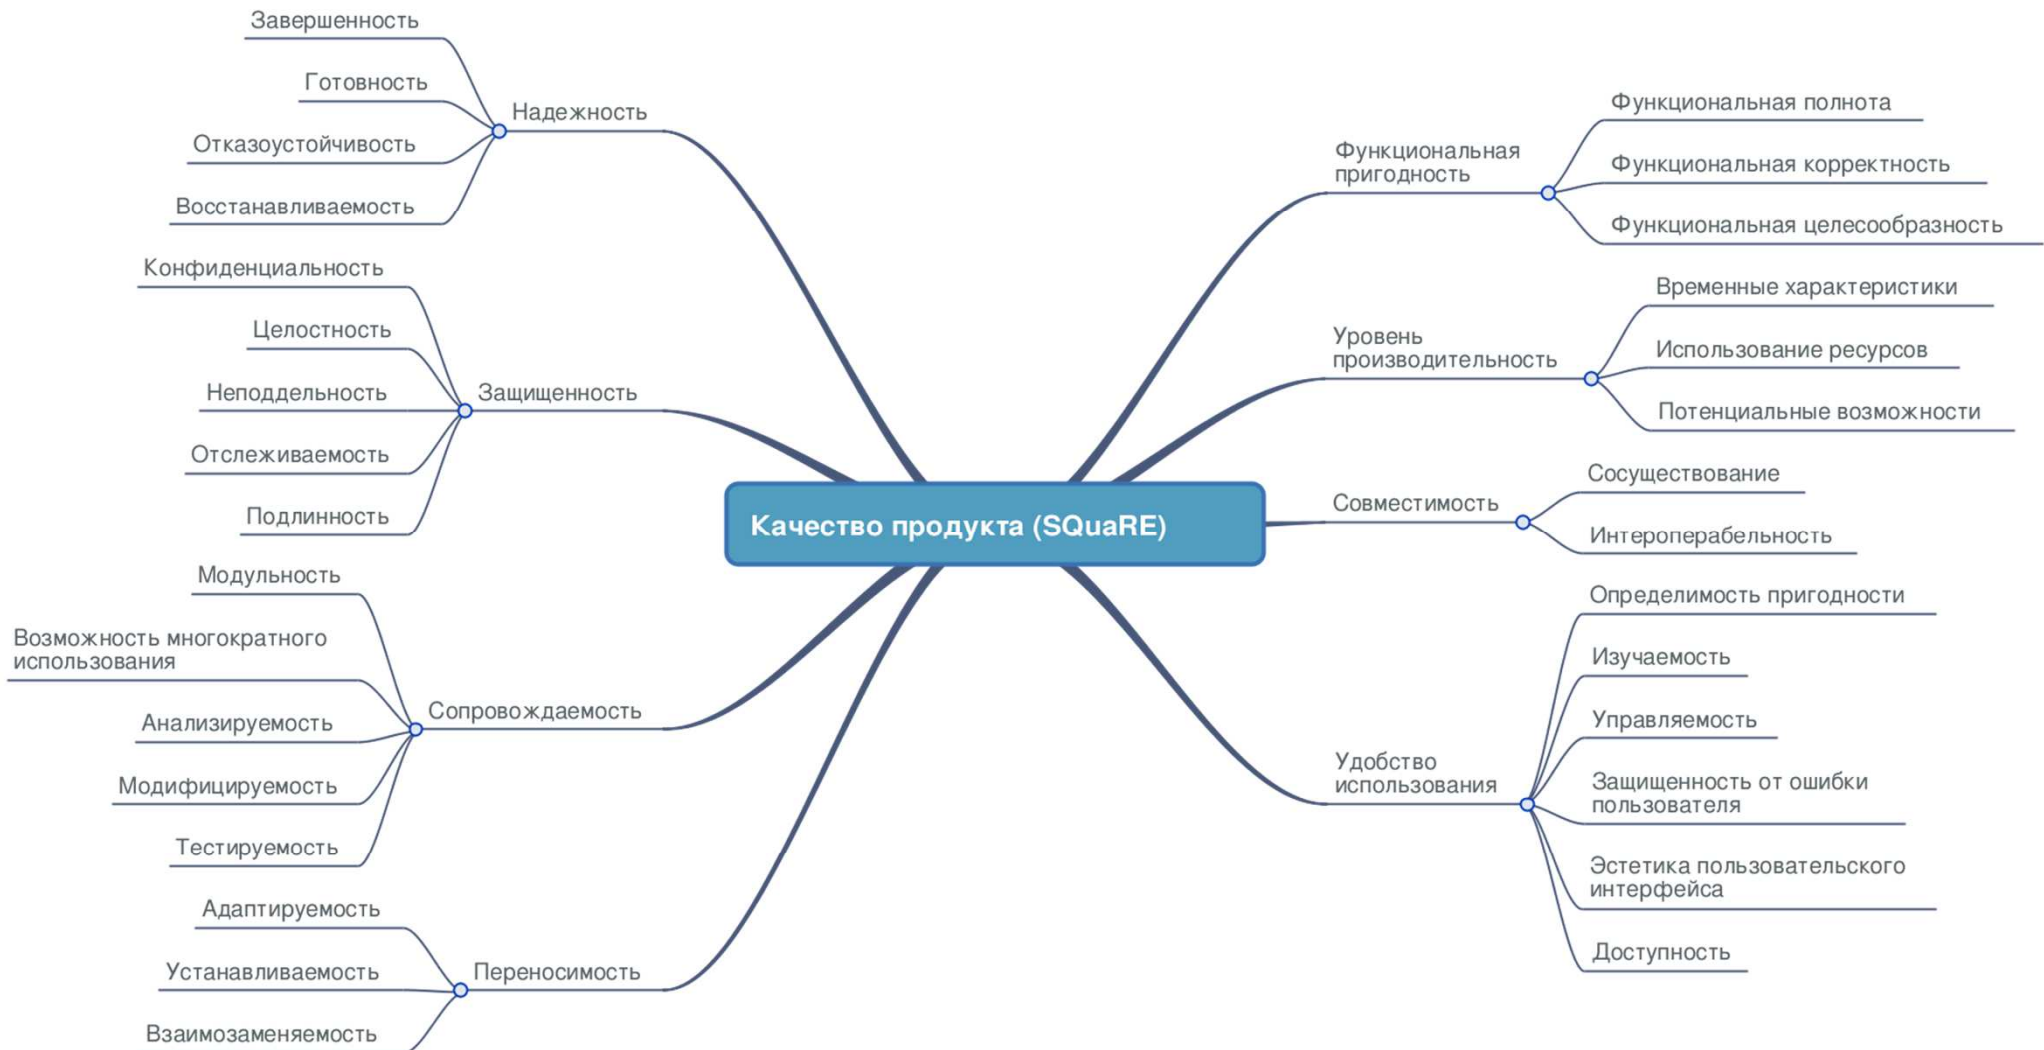 Качество продукта (SQuaRE)
Надежность
Завершенность
Готовность
Отказоустойчивость
Восстанавливаемость
Защищенность
Конфиденциальность
Целостность
Неподдельность
Отслеживаемость
Подлинность
Сопровождаемость
Модульность
Возможность многократного
использования
Анализируемость
Модифицируемость
Тестируемость
Переносимость
Адаптируемость
Устанавливаемость
Взаимозаменяемость
Функциональная
пригодность
Функциональная полнота
Функциональная корректность
Функциональная целесообразность
Уровень
производительность
Временные характеристики
Использование ресурсов
Потенциальные возможности
Совместимость
Сосуществование
Интероперабельность
Удобство
использования
Определимость пригодности
Изучаемость
Управляемость
Защищенность от ошибки
пользователя
Эстетика пользовательского
интерфейса
Доступность